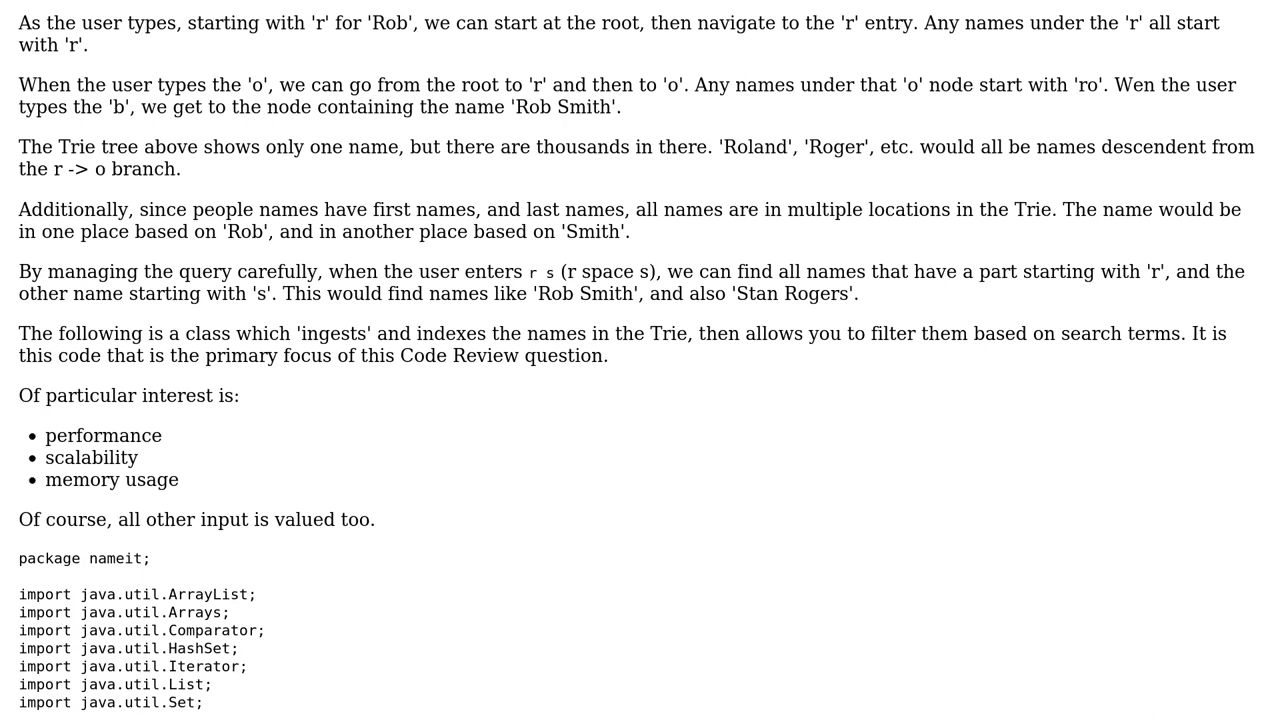 As the user types, starting with 'r' for 'Rob', we can start at the root, then navigate to the 'r' entry. Any names under the 'r' all start
with 'r'.
When the user types the 'o', we can go from the root to 'r' and then to 'o'. Any names under that 'o' node start with 'ro'. Wen the user
types the 'b', we get to the node containing the name 'Rob Smith'.
The Trie tree above shows only one name, but there are thousands in there. 'Roland', 'Roger', etc. would all be names descendent from
the r -> o branch.
Additionally, since people names have first names, and last names, all names are in multiple locations in the Trie. The name would be
in one place based on 'Rob', and in another place based on 'Smith'.
By managing the query carefully, when the user enters r s (r space s), we can find all names that have a part starting with 'r', and the
other name starting with 's'. This would find names like 'Rob Smith', and also 'Stan Rogers'.
The following is a class which 'ingests' and indexes the names in the Trie, then allows you to filter them based on search terms. It is
this code that is the primary focus of this Code Review question.
Of particular interest is:
• performance
• scalability
• memory usage
Of course, all other input is valued too.
package nameit;
import java.util.ArrayList;
import java.util.Arrays;
import java.util.Comparator;
import java.util.HashSet;
import java.util.Iterator;
import java.util.List;
import java.util.Set;